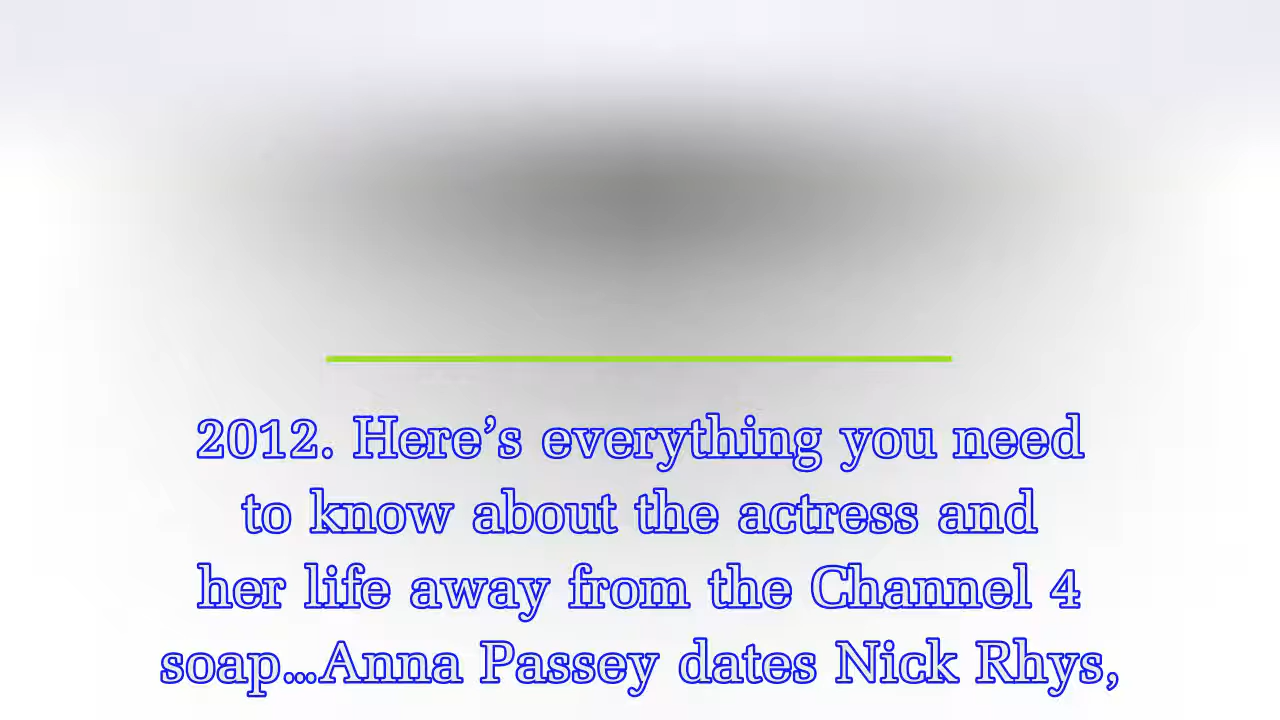 2012. Here’s everything you need
to know about the actress and
her life away from the Channel 4
soap...Anna Passey dates Nick Rhys,